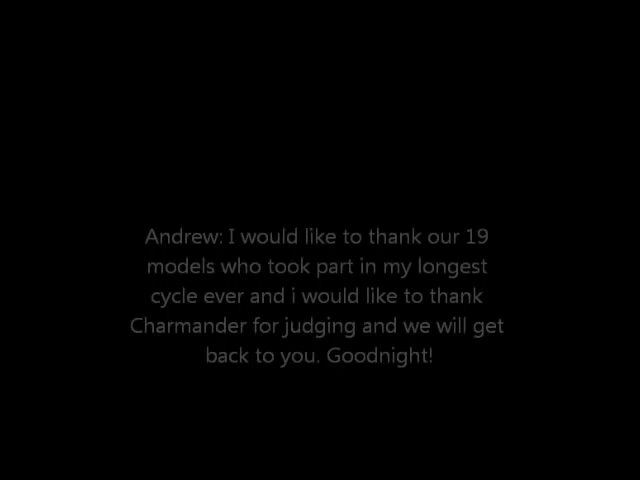 Andrew: I would like to thank our 19
models who took part in my longest
cycle ever and i would like to thank
Charmander for judging and we will get
back to you. Goodnight!